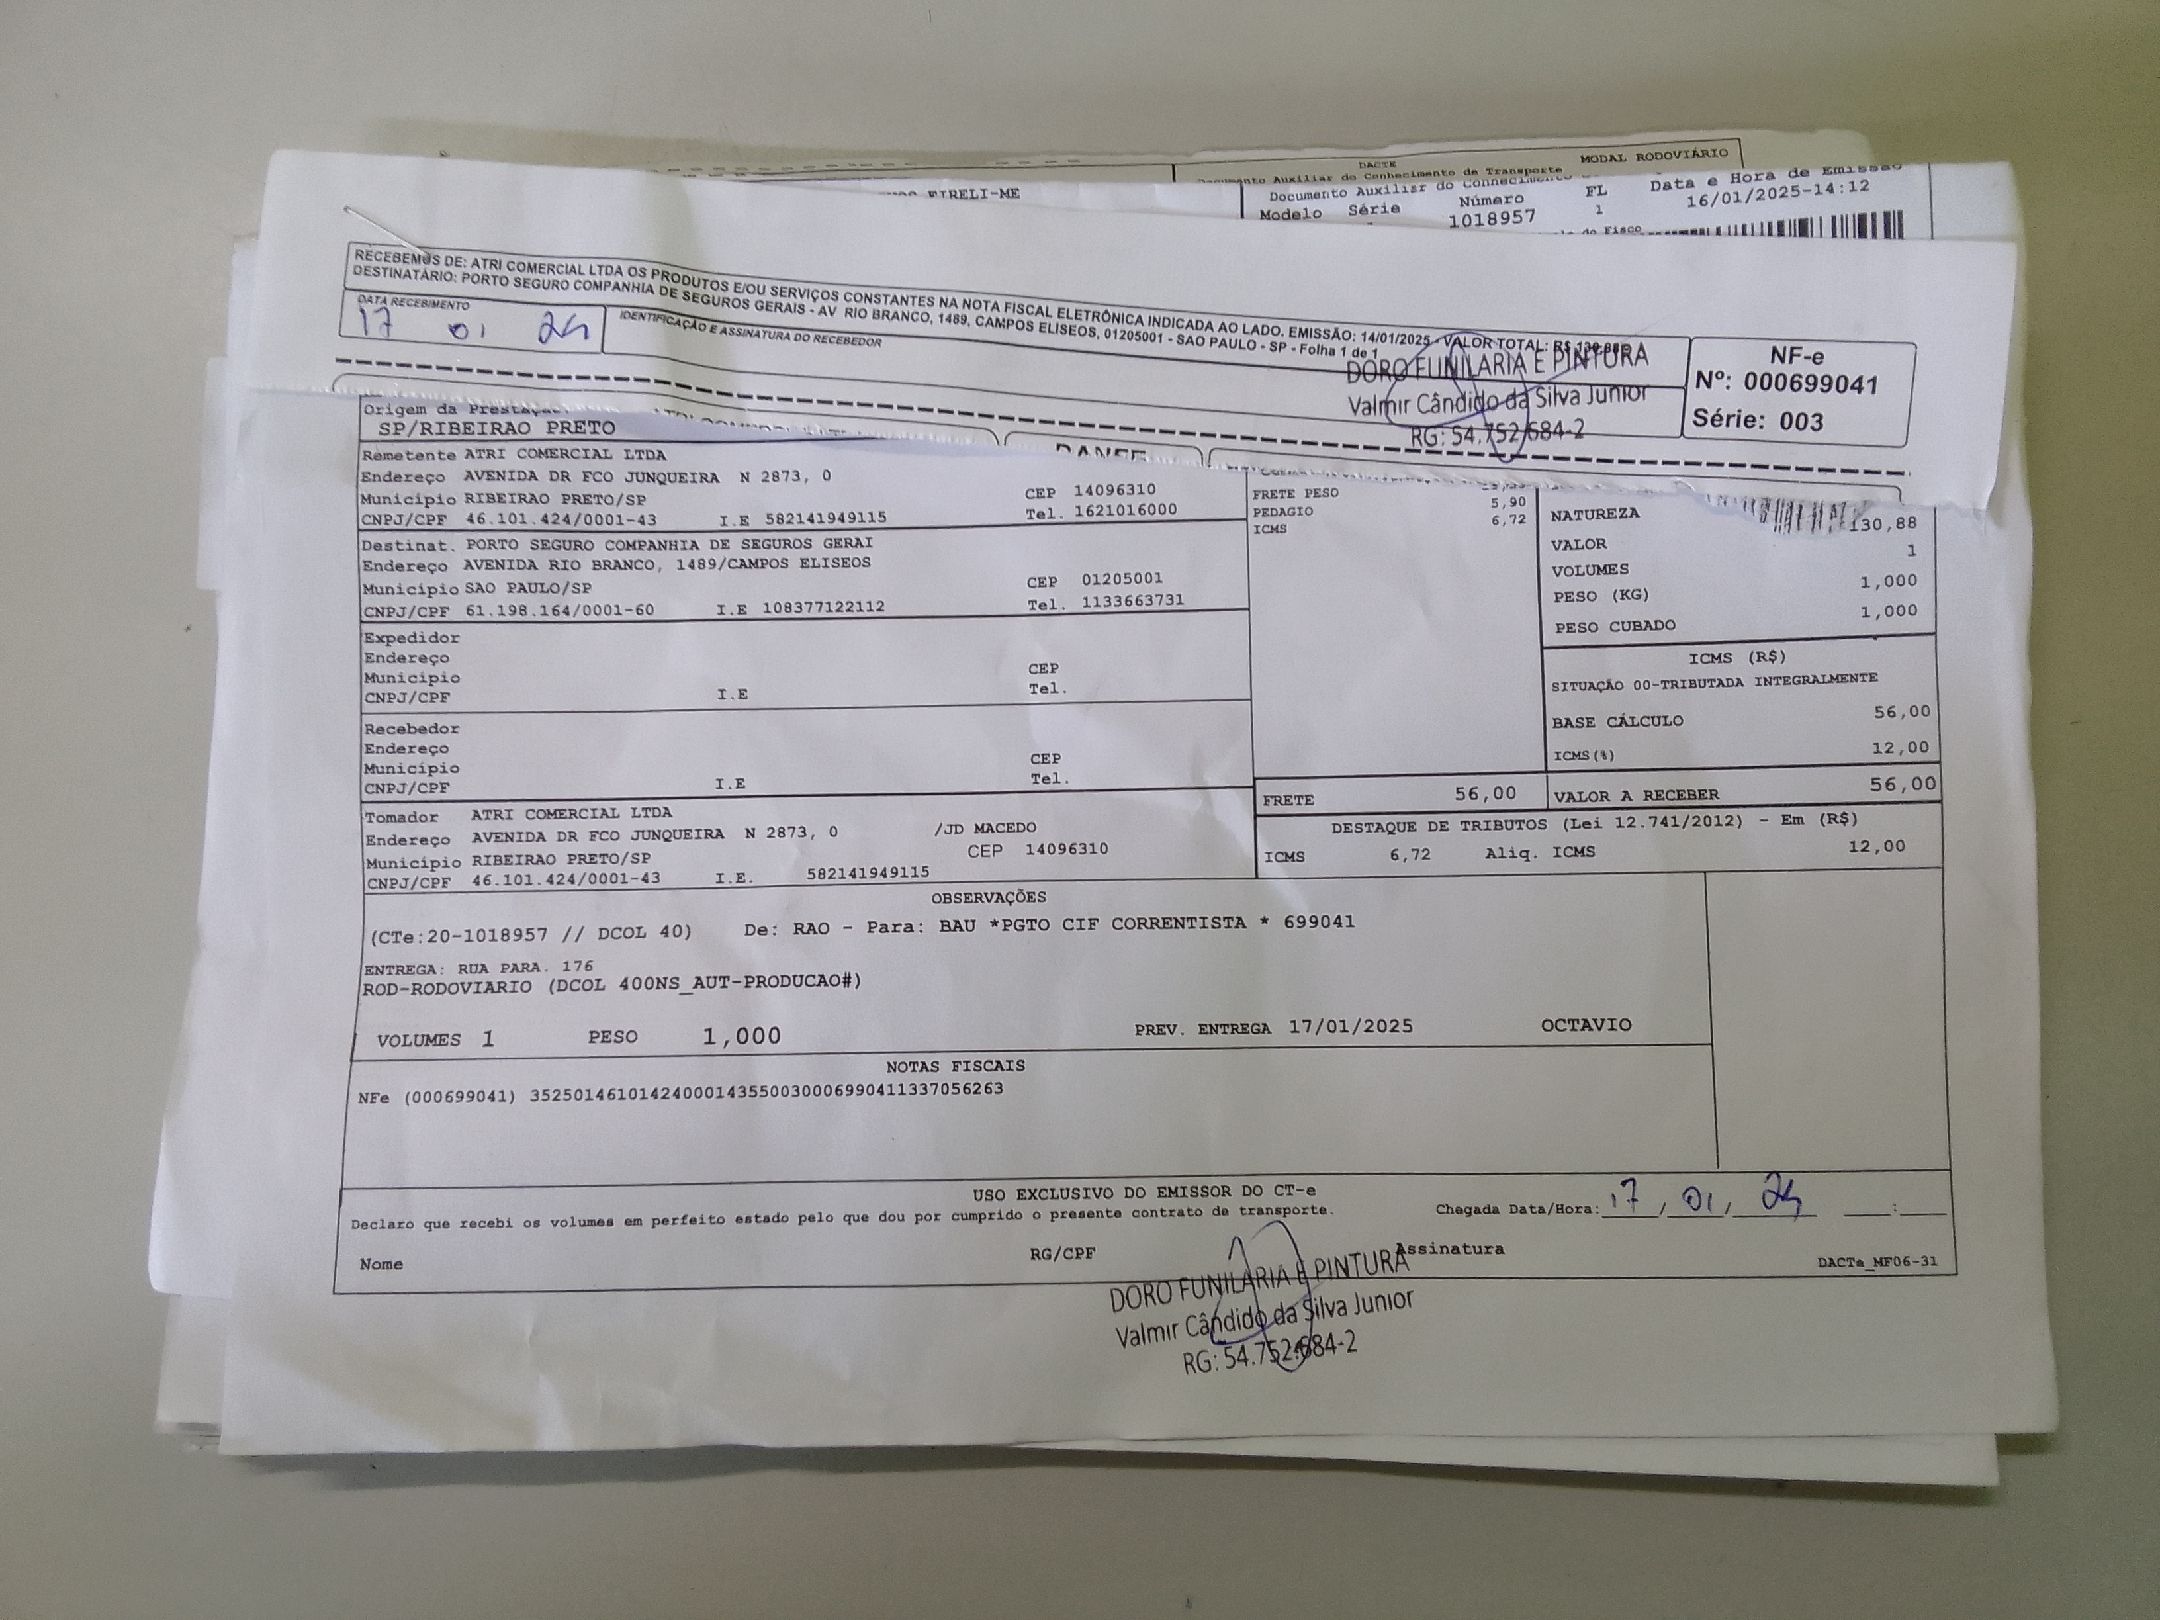 DACTE
MODAL RODOVIÁRIO
Auxiliar do Conhecimento de Transporte
EIRELI-ME
Documento Auxiliar do
Data e Hora de Emissão
Modelo Série Número FL
1018957 1 16/01/2025-14:12
do Fisco
RECEBEMOS DE: ATRI COMERCIAL LTDA OS PRODUTOS E/OU SERVIÇOS CONSTANTES NA NOTA FISCAL ELETRÔNICA INDICADA AO LADO. EMISSÃO: 14/01/2025 - VALOR TOTAL: R$ 130,88
DESTINATÁRIO: PORTO SEGURO COMPANHIA DE SEGUROS GERAIS - AV RIO BRANCO, 1489, CAMPOS ELISEOS, 01205001 - SAO PAULO - SP - Folha 1 de 1
DATA RECEBIMENTO
17 01 24
IDENTIFICAÇÃO E ASSINATURA DO RECEBEDOR
DORO FUNILARIA E PINTURA
Valmir Cândido da Silva Junior
RG: 54.752.684-2
NF-e
Nº: 000699041
Série: 003
DANFE
Origem da Prestação
SP/RIBEIRAO PRETO
Remetente ATRI COMERCIAL LTDA
Endereço AVENIDA DR FCO JUNQUEIRA N 2873, 0
Município RIBEIRAO PRETO/SP CEP 14096310
CNPJ/CPF 46.101.424/0001-43 I.E 582141949115 Tel. 1621016000
Destinat. PORTO SEGURO COMPANHIA DE SEGUROS GERAI
Endereço AVENIDA RIO BRANCO, 1489/CAMPOS ELISEOS
Município SAO PAULO/SP CEP 01205001
CNPJ/CPF 61.198.164/0001-60 I.E 108377122112 Tel. 1133663731
Expedidor
Endereço
Município CEP
CNPJ/CPF I.E Tel.
Recebedor
Endereço
Município CEP
CNPJ/CPF I.E Tel.
Tomador ATRI COMERCIAL LTDA
Endereço AVENIDA DR FCO JUNQUEIRA N 2873, 0 /JD MACEDO
Município RIBEIRAO PRETO/SP CEP 14096310
CNPJ/CPF 46.101.424/0001-43 I.E. 582141949115
FRETE PESO
PEDAGIO 5,90
ICMS 6,72
NATUREZA
VALOR 130,88
VOLUMES 1
PESO (KG) 1,000
PESO CUBADO 1,000
ICMS (R$)
SITUAÇÃO 00-TRIBUTADA INTEGRALMENTE
BASE CÁLCULO 56,00
ICMS(%) 12,00
FRETE 56,00 VALOR A RECEBER 56,00
DESTAQUE DE TRIBUTOS (Lei 12.741/2012) - Em (R$)
ICMS 6,72 Aliq. ICMS 12,00
OBSERVAÇÕES
(CTe:20-1018957 // DCOL 40) De: RAO - Para: BAU *PGTO CIF CORRENTISTA * 699041
ENTREGA: RUA PARA. 176
ROD-RODOVIARIO (DCOL 400NS_AUT-PRODUCAO#)
VOLUMES 1 PESO 1,000 PREV. ENTREGA 17/01/2025 OCTAVIO
NOTAS FISCAIS
NFe (000699041) 35250146101424000143550030006990411337056263
USO EXCLUSIVO DO EMISSOR DO CT-e
Declaro que recebi os volumes em perfeito estado pelo que dou por cumprido o presente contrato de transporte.
Chegada Data/Hora: 17/01/24 :
Nome RG/CPF Assinatura
DACTe_MF06-31
DORO FUNILARIA E PINTURA
Valmir Cândido da Silva Junior
RG: 54.752.684-2